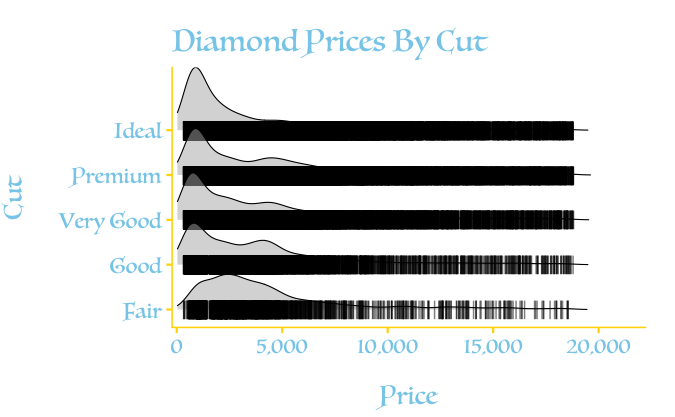 Diamond Prices By Cut
Cut
Ideal
Premium
Very Good
Good
Fair
0 5,000 10,000 15,000 20,000
Price